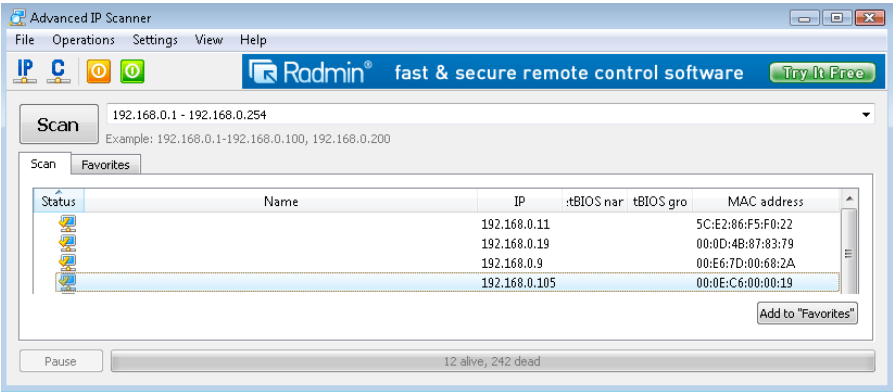 Advanced IP Scanner
File Operations Settings View Help
IP C Radmin® fast & secure remote control software Try It Free
Scan 192.168.0.1 - 192.168.0.254
Example: 192.168.0.1-192.168.0.100, 192.168.0.200
Scan Favorites
Status Name IP :tBIOS nar tBIOS gro MAC address
192.168.0.11 5C:E2:86:F5:F0:22
192.168.0.19 00:0D:4B:87:83:79
192.168.0.9 00:E6:7D:00:68:2A
192.168.0.105 00:0E:C6:00:00:19
Add to "Favorites"
Pause 12 alive, 242 dead